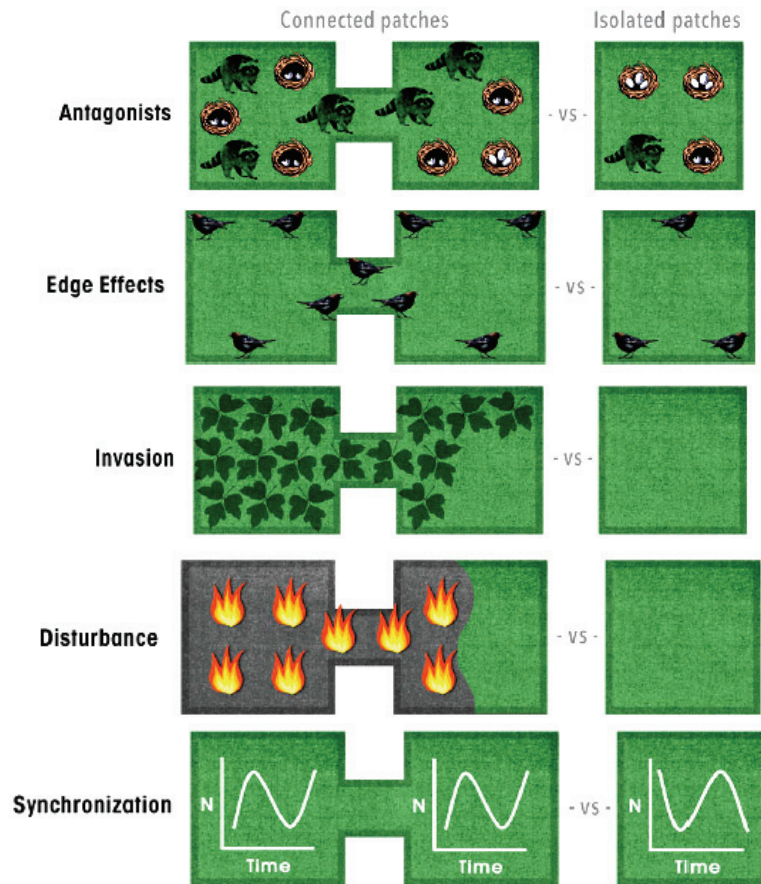 Connected patches
Isolated patches
Antagonists
- VS -
Edge Effects
- VS -
Invasion
- VS -
Disturbance
- VS -
Synchronization
N
Time
N
Time
- VS -
N
Time